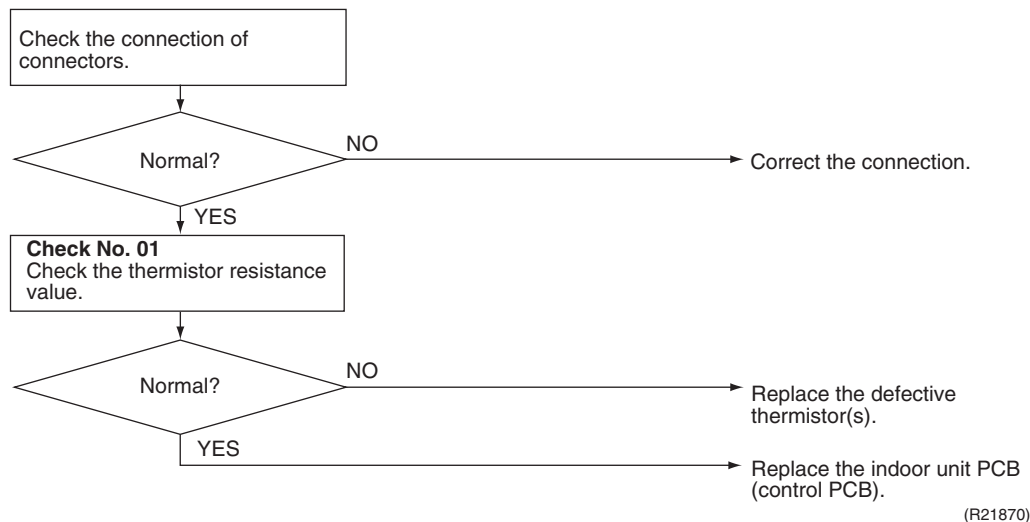 Check the connection of
connectors.
Normal?
NO
Correct the connection.
YES
Check No. 01
Check the thermistor resistance
value.
Normal?
NO
Replace the defective
thermistor(s).
YES
Replace the indoor unit PCB
(control PCB).
(R21870)